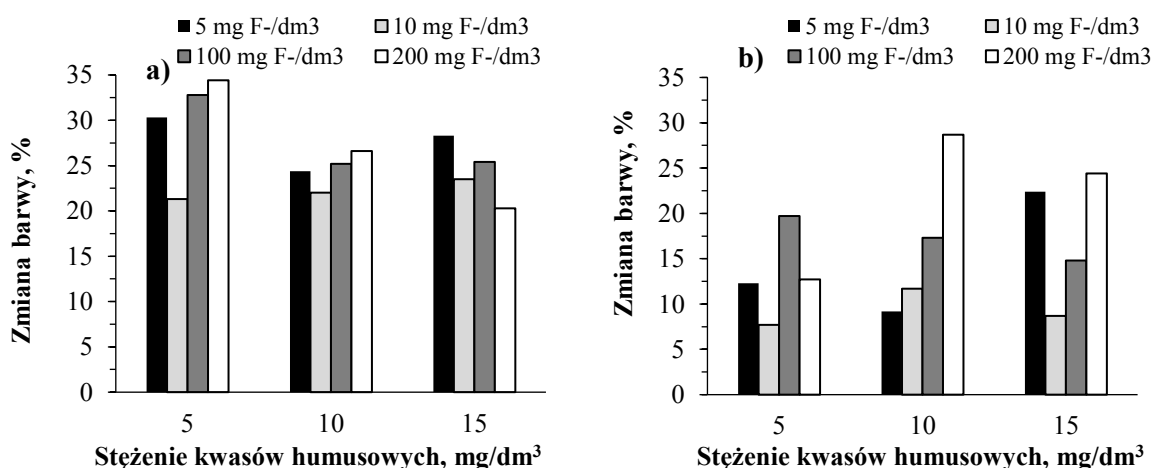 5 mg F-/dm3 10 mg F-/dm3
100 mg F-/dm3 200 mg F-/dm3
a)
Zmiana barwy, %
35
30
25
20
15
10
5
0
5 10 15
Stężenie kwasów humusowych, mg/dm³
5 mg F-/dm3 10 mg F-/dm3
100 mg F-/dm3 200 mg F-/dm3
b)
Zmiana barwy, %
35
30
25
20
15
10
5
0
5 10 15
Stężenie kwasów humusowych, mg/dm³